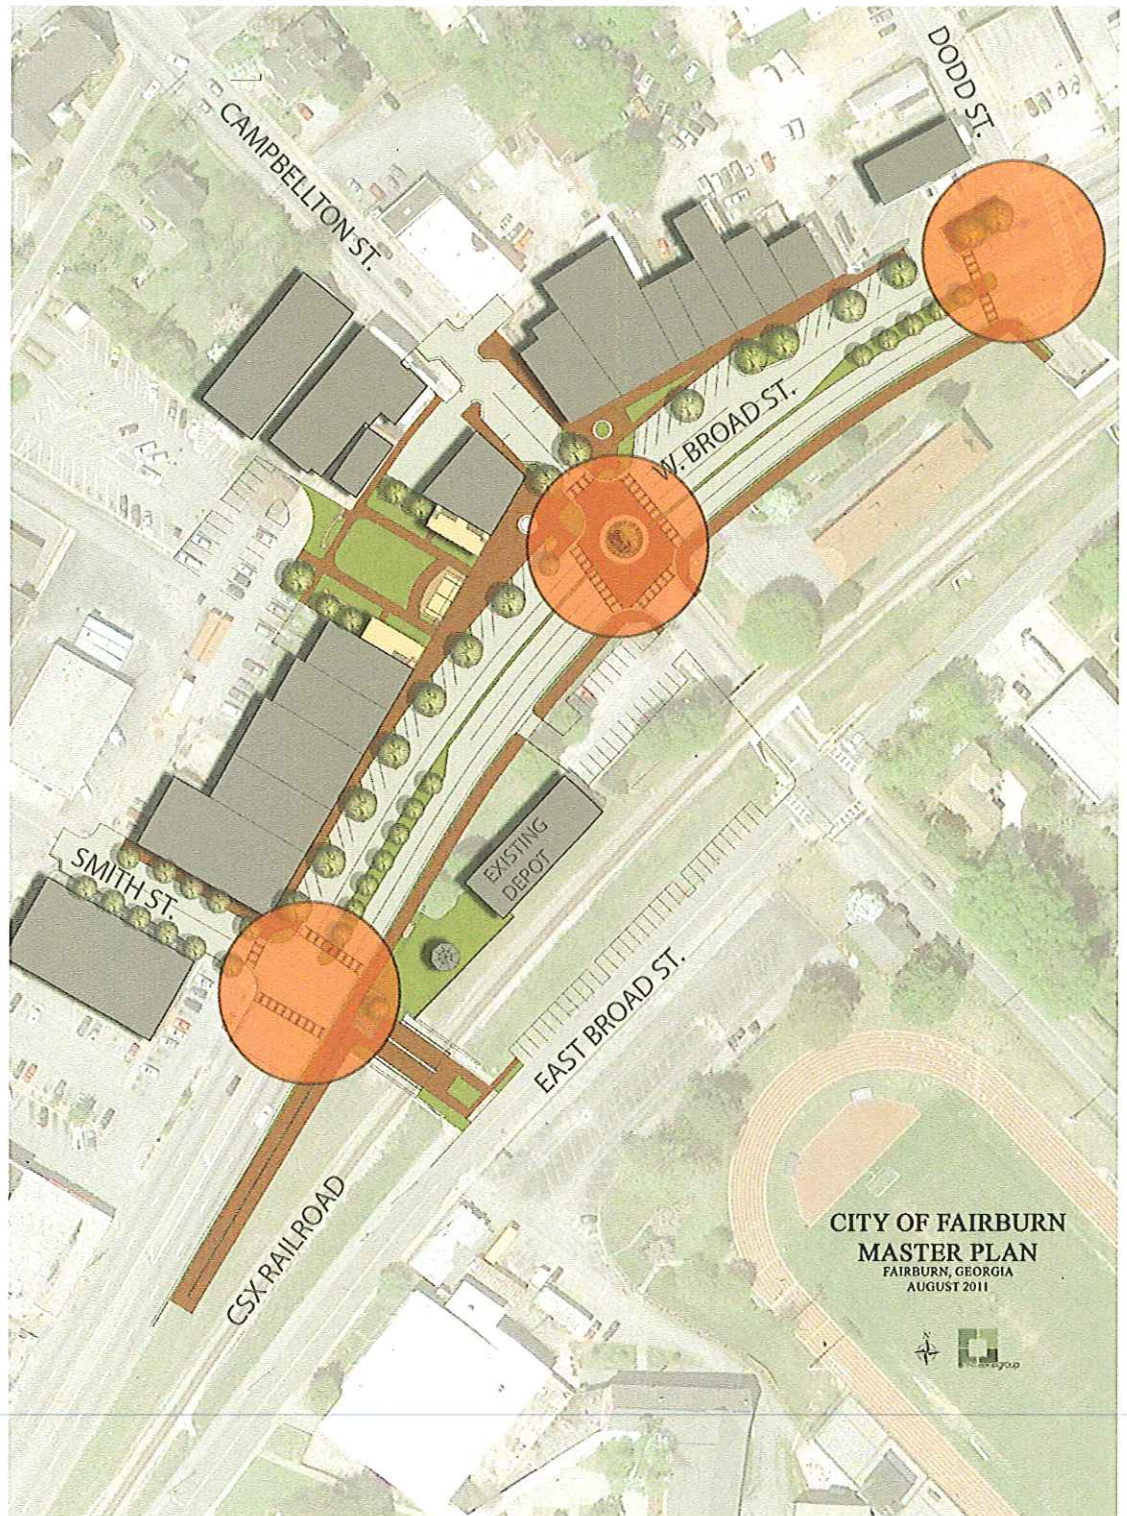 DODD ST.
CAMPBELLTON ST.
W. BROAD ST.
EXISTING
DEPOT
SMITH ST.
EAST BROAD ST.
CSX RAILROAD
CITY OF FAIRBURN
MASTER PLAN
FAIRBURN, GEORGIA
AUGUST 2011
N